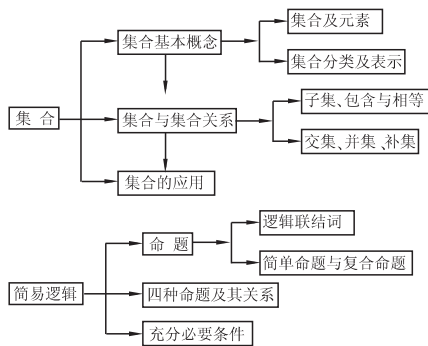 集合及元素
集合基本概念
集合分类及表示
子集、包含与相等
集 合
集合与集合关系
交集、并集、补集
集合的应用
逻辑联结词
命 题
简单命题与复合命题
简易逻辑
四种命题及其关系
充分必要条件